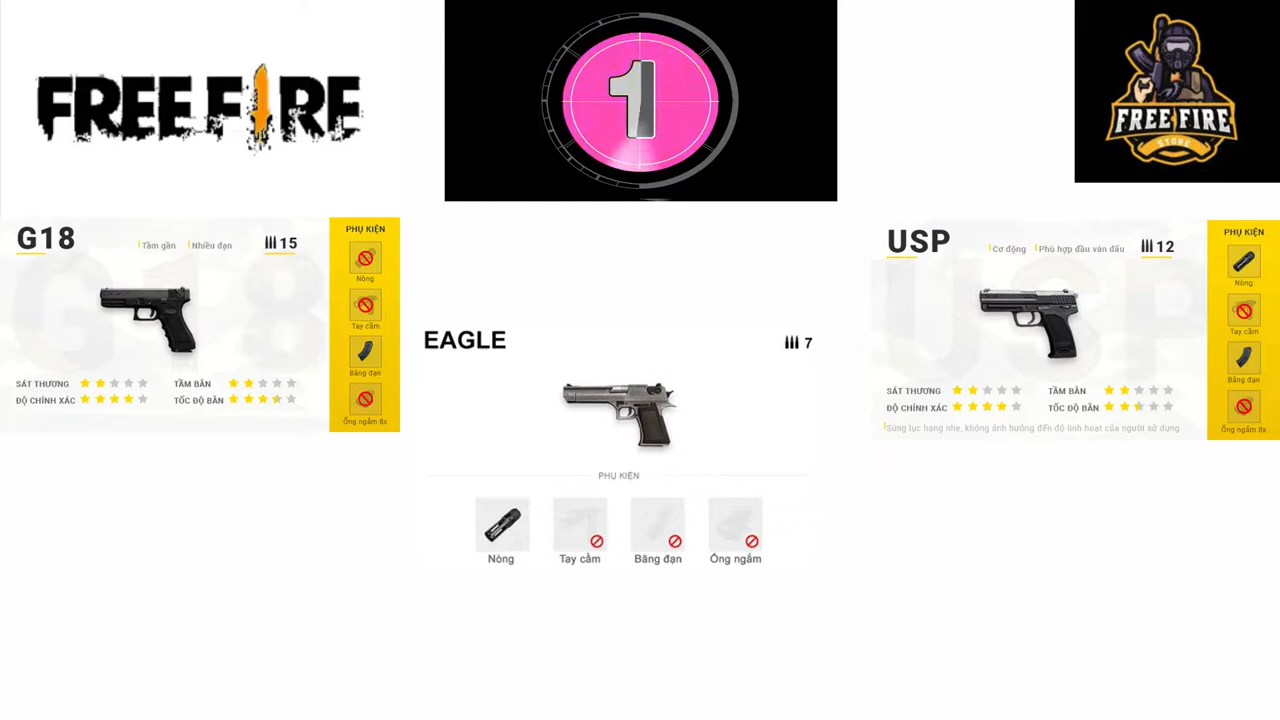 FREE FIRE
1
FREE FIRE
STORE
G18
Tầm gần
Nhiều đạn
15
PHỤ KIỆN
Nòng
Tay cầm
Băng đạn
Ống ngắm 8x
SÁT THƯƠNG
TẦM BẮN
ĐỘ CHÍNH XÁC
TỐC ĐỘ BẮN
G18
EAGLE
7
PHỤ KIỆN
Nòng
Tay cầm
Băng đạn
Ống ngắm
USP
Cơ động
Phù hợp đầu ván đấu
12
PHỤ KIỆN
Nòng
Tay cầm
Băng đạn
Ống ngắm 8x
SÁT THƯƠNG
TẦM BẮN
ĐỘ CHÍNH XÁC
TỐC ĐỘ BẮN
Súng lục hạng nhẹ, không ảnh hưởng đến độ linh hoạt của người sử dụng
USP